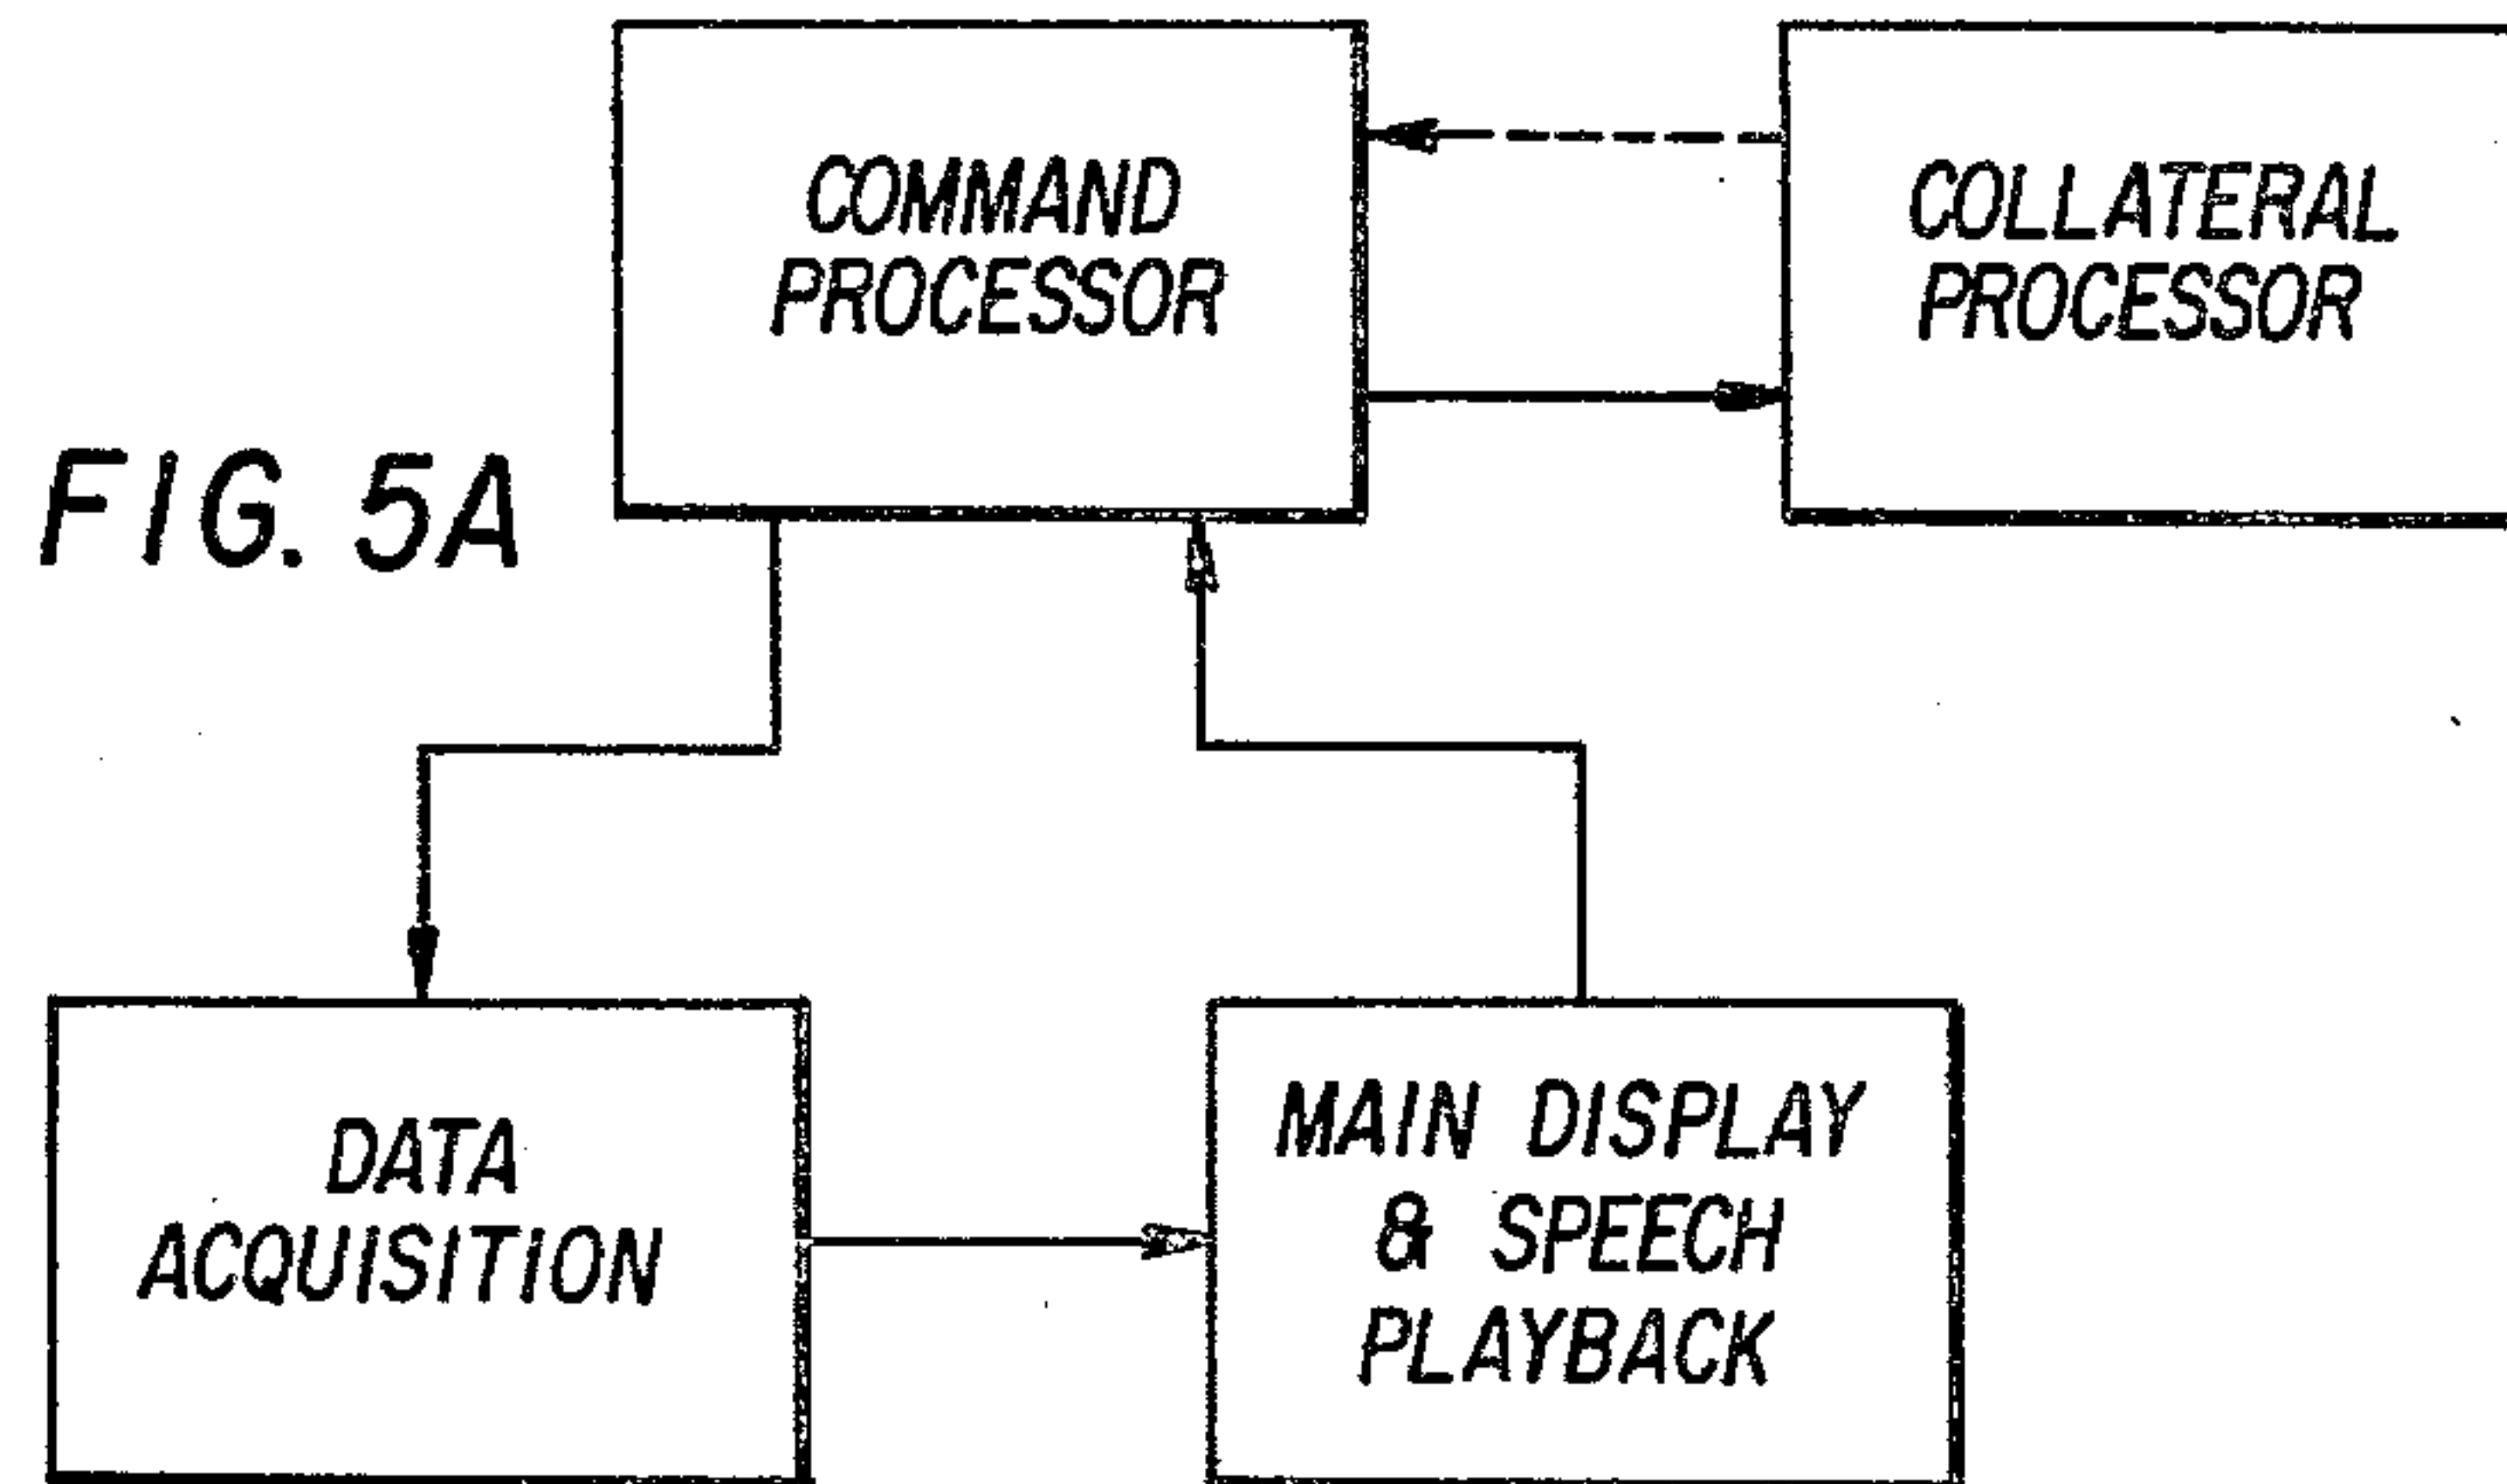 COMMAND
PROCESSOR
COLLATERAL
PROCESSOR
FIG. 5A
DATA
ACQUISITION
MAIN DISPLAY
& SPEECH
PLAYBACK